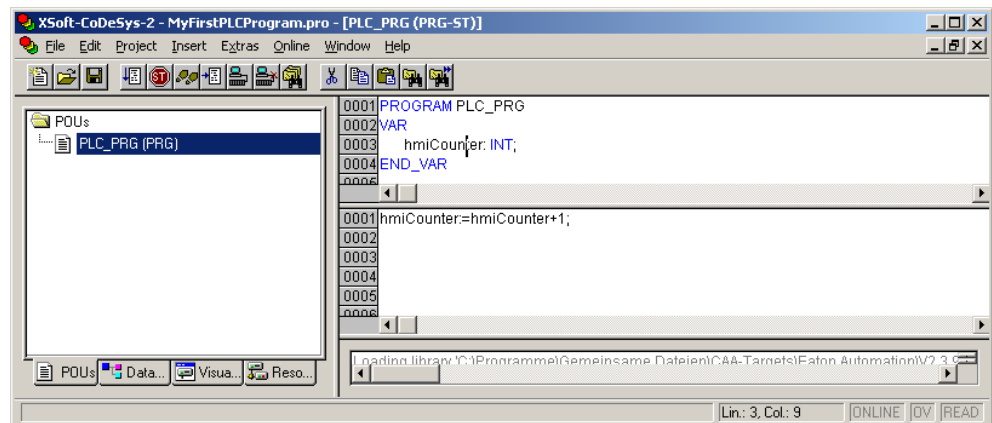 XSoft-CoDeSys-2 - MyFirstPLCProgram.pro - [PLC_PRG (PRG-ST)]
File Edit Project Insert Extras Online Window Help
POUs
PLC_PRG (PRG)
0001 PROGRAM PLC_PRG
0002 VAR
0003 hmiCounter: INT;
0004 END_VAR
0001 hmiCounter:=hmiCounter+1;
0002
0003
0004
0005
0006
Loading library 'C:\Programme\Gemeinsame Dateien\CAA-Targets\Eaton Automation\V2.3.9
POUs Data... Visua... Reso...
Lin.: 3, Col.: 9 ONLINE OV READ